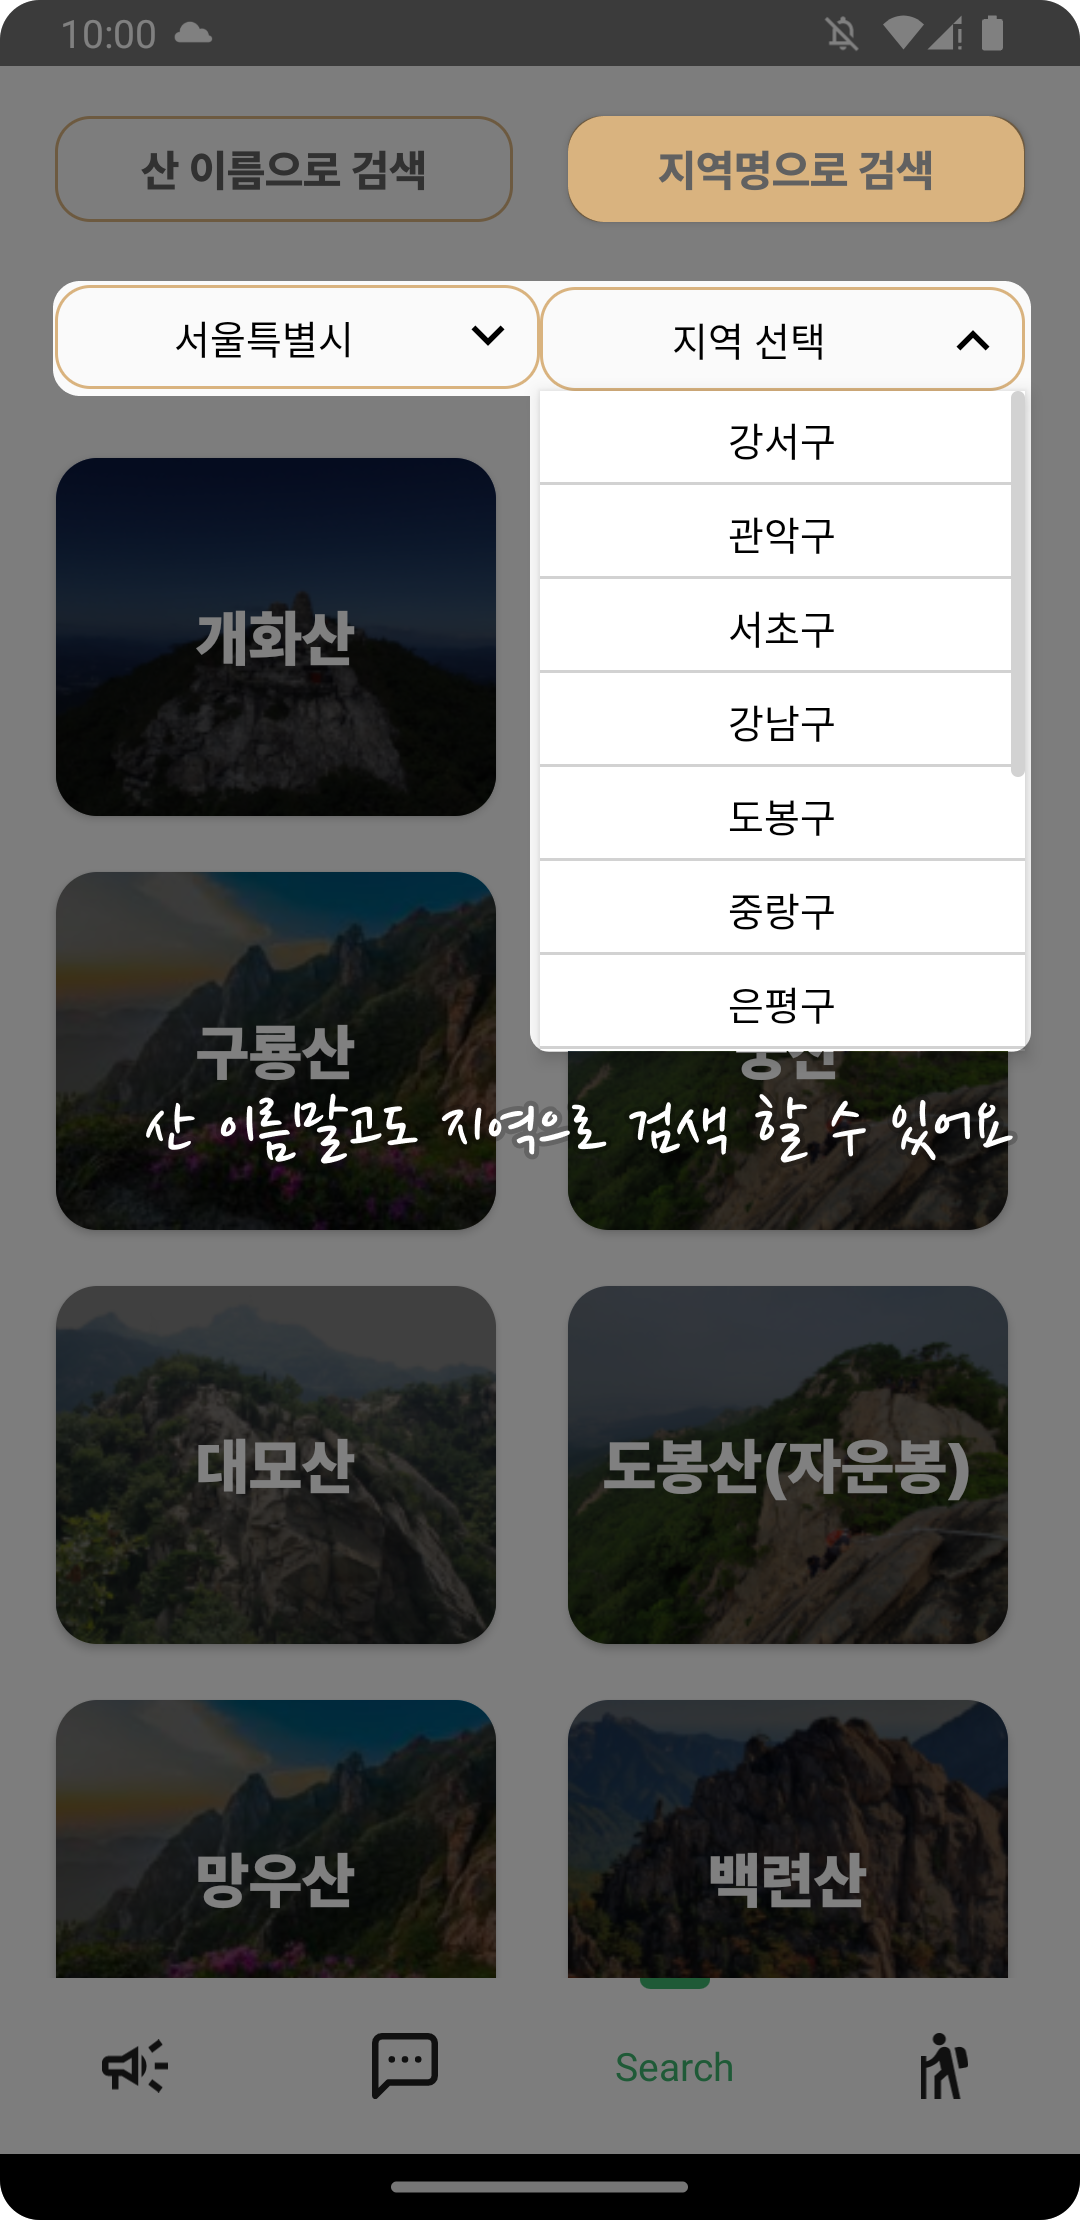 10:00
산 이름으로 검색
지역명으로 검색
서울특별시
지역 선택
강서구
관악구
서초구
강남구
도봉구
중랑구
은평구
개화산
구룡산
산 이름말고도 지역으로 검색 할 수 있어요
대모산
도봉산(자운봉)
망우산
백련산
Search